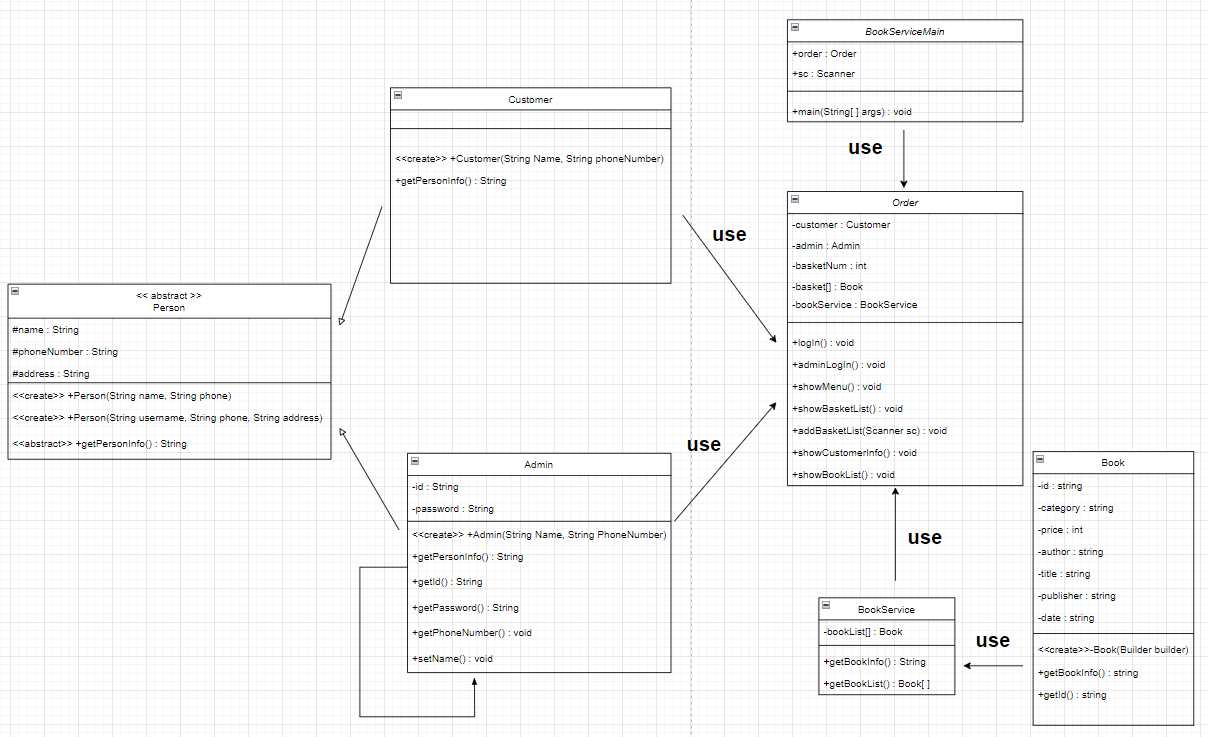 BookServiceMain
+order : Order
+sc : Scanner
+main(String[ ] args) : void
use
Customer
<<create>> +Customer(String Name, String phoneNumber)
+getPersonInfo() : String
use
Order
-customer : Customer
-admin : Admin
-basketNum : int
-basket[] : Book
-bookService : BookService
+logIn() : void
+adminLogIn() : void
+showMenu() : void
+showBasketList() : void
+addBasketList(Scanner sc) : void
+showCustomerInfo() : void
+showBookList() : void
<< abstract >>
Person
#name : String
#phoneNumber : String
#address : String
<<create>> +Person(String name, String phone)
<<create>> +Person(String username, String phone, String address)
<<abstract>> +getPersonInfo() : String
use
Admin
-id : String
-password : String
<<create>> +Admin(String Name, String PhoneNumber)
+getPersonInfo() : String
+getId() : String
+getPassword() : String
+getPhoneNumber() : void
+setName() : void
use
BookService
-bookList[] : Book
+getBookInfo() : String
+getBookList() : Book[ ]
use
Book
-id : string
-category : string
-price : int
-author : string
-title : string
-publisher : string
-date : string
<<create>>-Book(Builder builder)
+getBookInfo() : string
+getId() : string